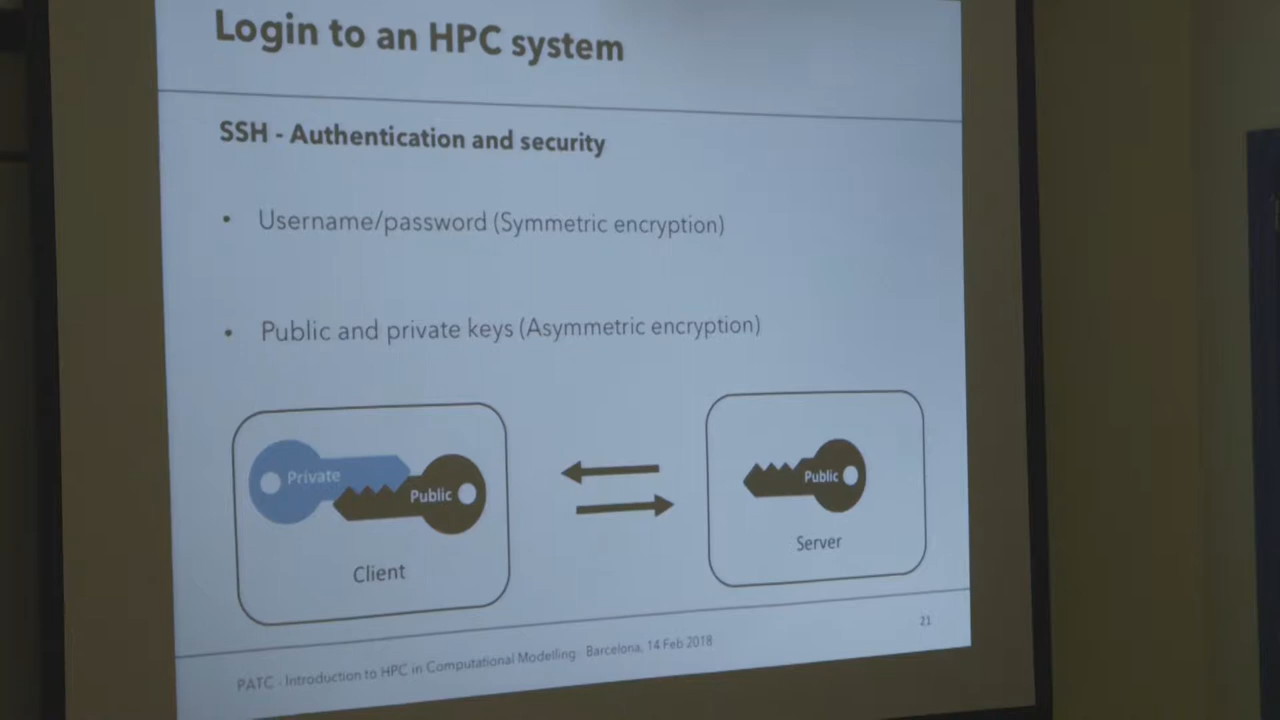 Login to an HPC system
SSH - Authentication and security
• Username/password (Symmetric encryption)
• Public and private keys (Asymmetric encryption)
Private
Public
Client
Public
Server
21
PATC - Introduction to HPC in Computational Modelling. Barcelona, 14 Feb 2018